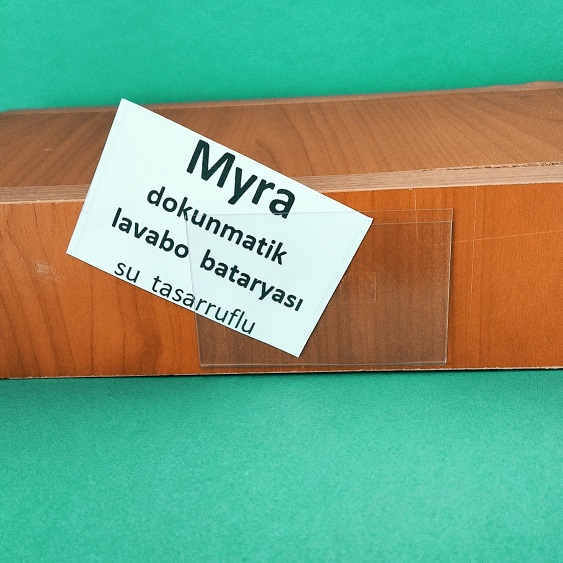 Myra
dokunmatik
lavabo bataryası
su tasarruflu